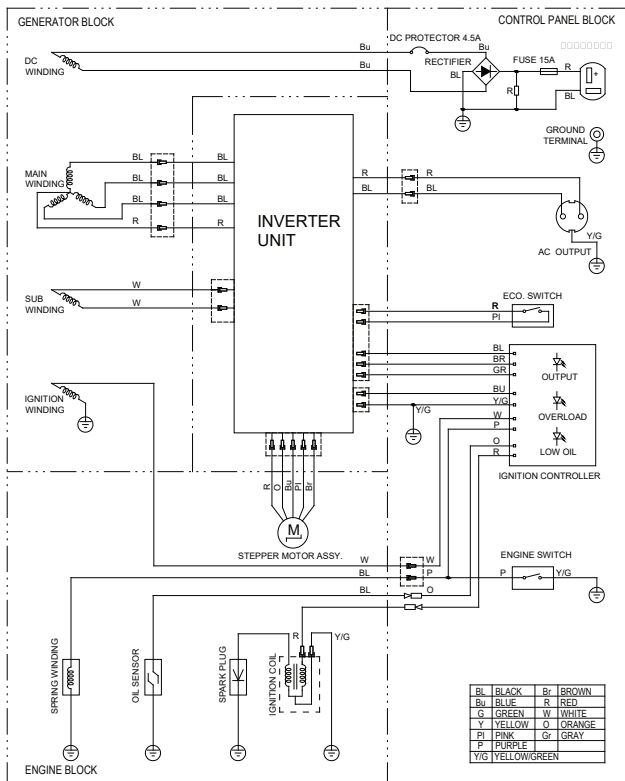 GENERATOR BLOCK
CONTROL PANEL BLOCK
DC PROTECTOR 4.5A
Bu
Bu
DC
WINDING
Bu
BL
RECTIFIER
FUSE 15A
R
R
BL
+
GROUND
TERMINAL
MAIN
WINDING
BL
BL
BL
BL
BL
BL
R
R
INVERTER
UNIT
R
R
BL
BL
Y/G
AC OUTPUT
SUB
WINDING
W
W
ECO. SWITCH
R
PI
BL
BR
GR
BU
Y/G
W
P
O
R
Y/G
OUTPUT
OVERLOAD
LOW OIL
IGNITION CONTROLLER
IGNITION
WINDING
R
O
Bu
PI
Br
M
STEPPER MOTOR ASSY.
W
W
BL
P
BL
O
ENGINE SWITCH
P
Y/G
R
Y/G
SPRING WINDING
OIL SENSOR
SPARK PLUG
IGNITION COIL
BL BLACK Br BROWN
Bu BLUE R RED
G GREEN W WHITE
Y YELLOW O ORANGE
PI PINK Gr GRAY
P PURPLE
Y/G YELLOW/GREEN
ENGINE BLOCK